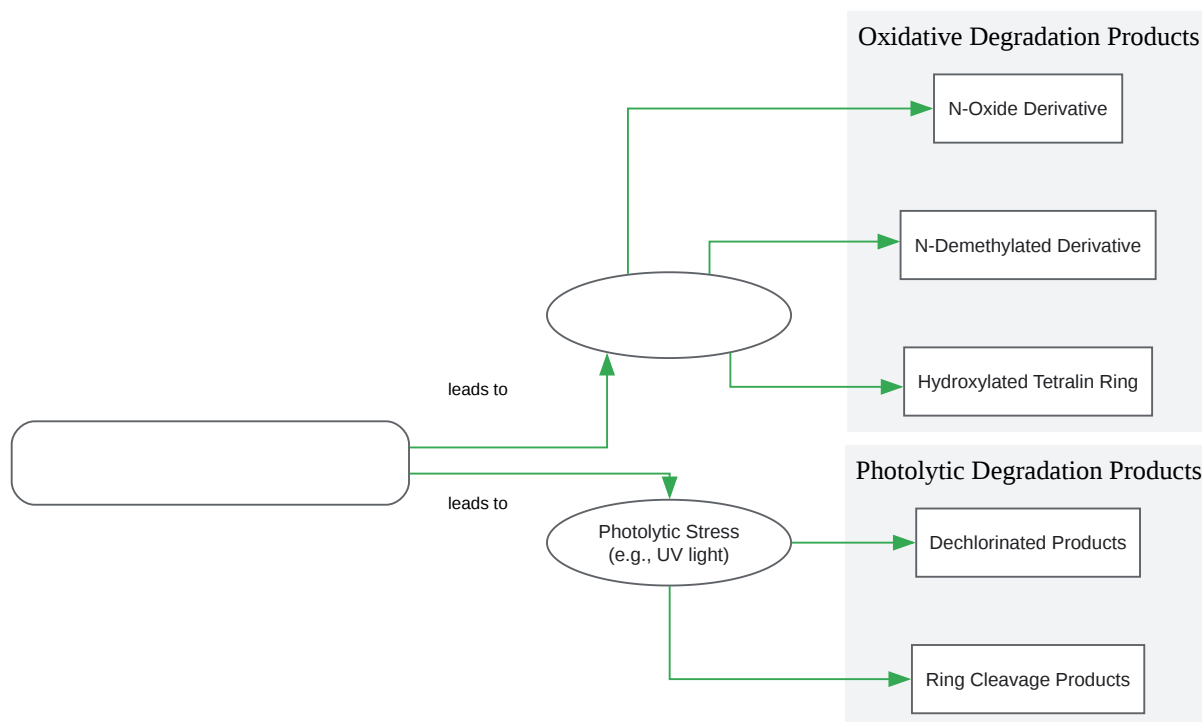 Oxidative Degradation Products
N-Oxide Derivative
N-Demethylated Derivative
Hydroxylated Tetralin Ring
leads to
leads to
Photolytic Stress
(e.g., UV light)
Photolytic Degradation Products
Dechlorinated Products
Ring Cleavage Products